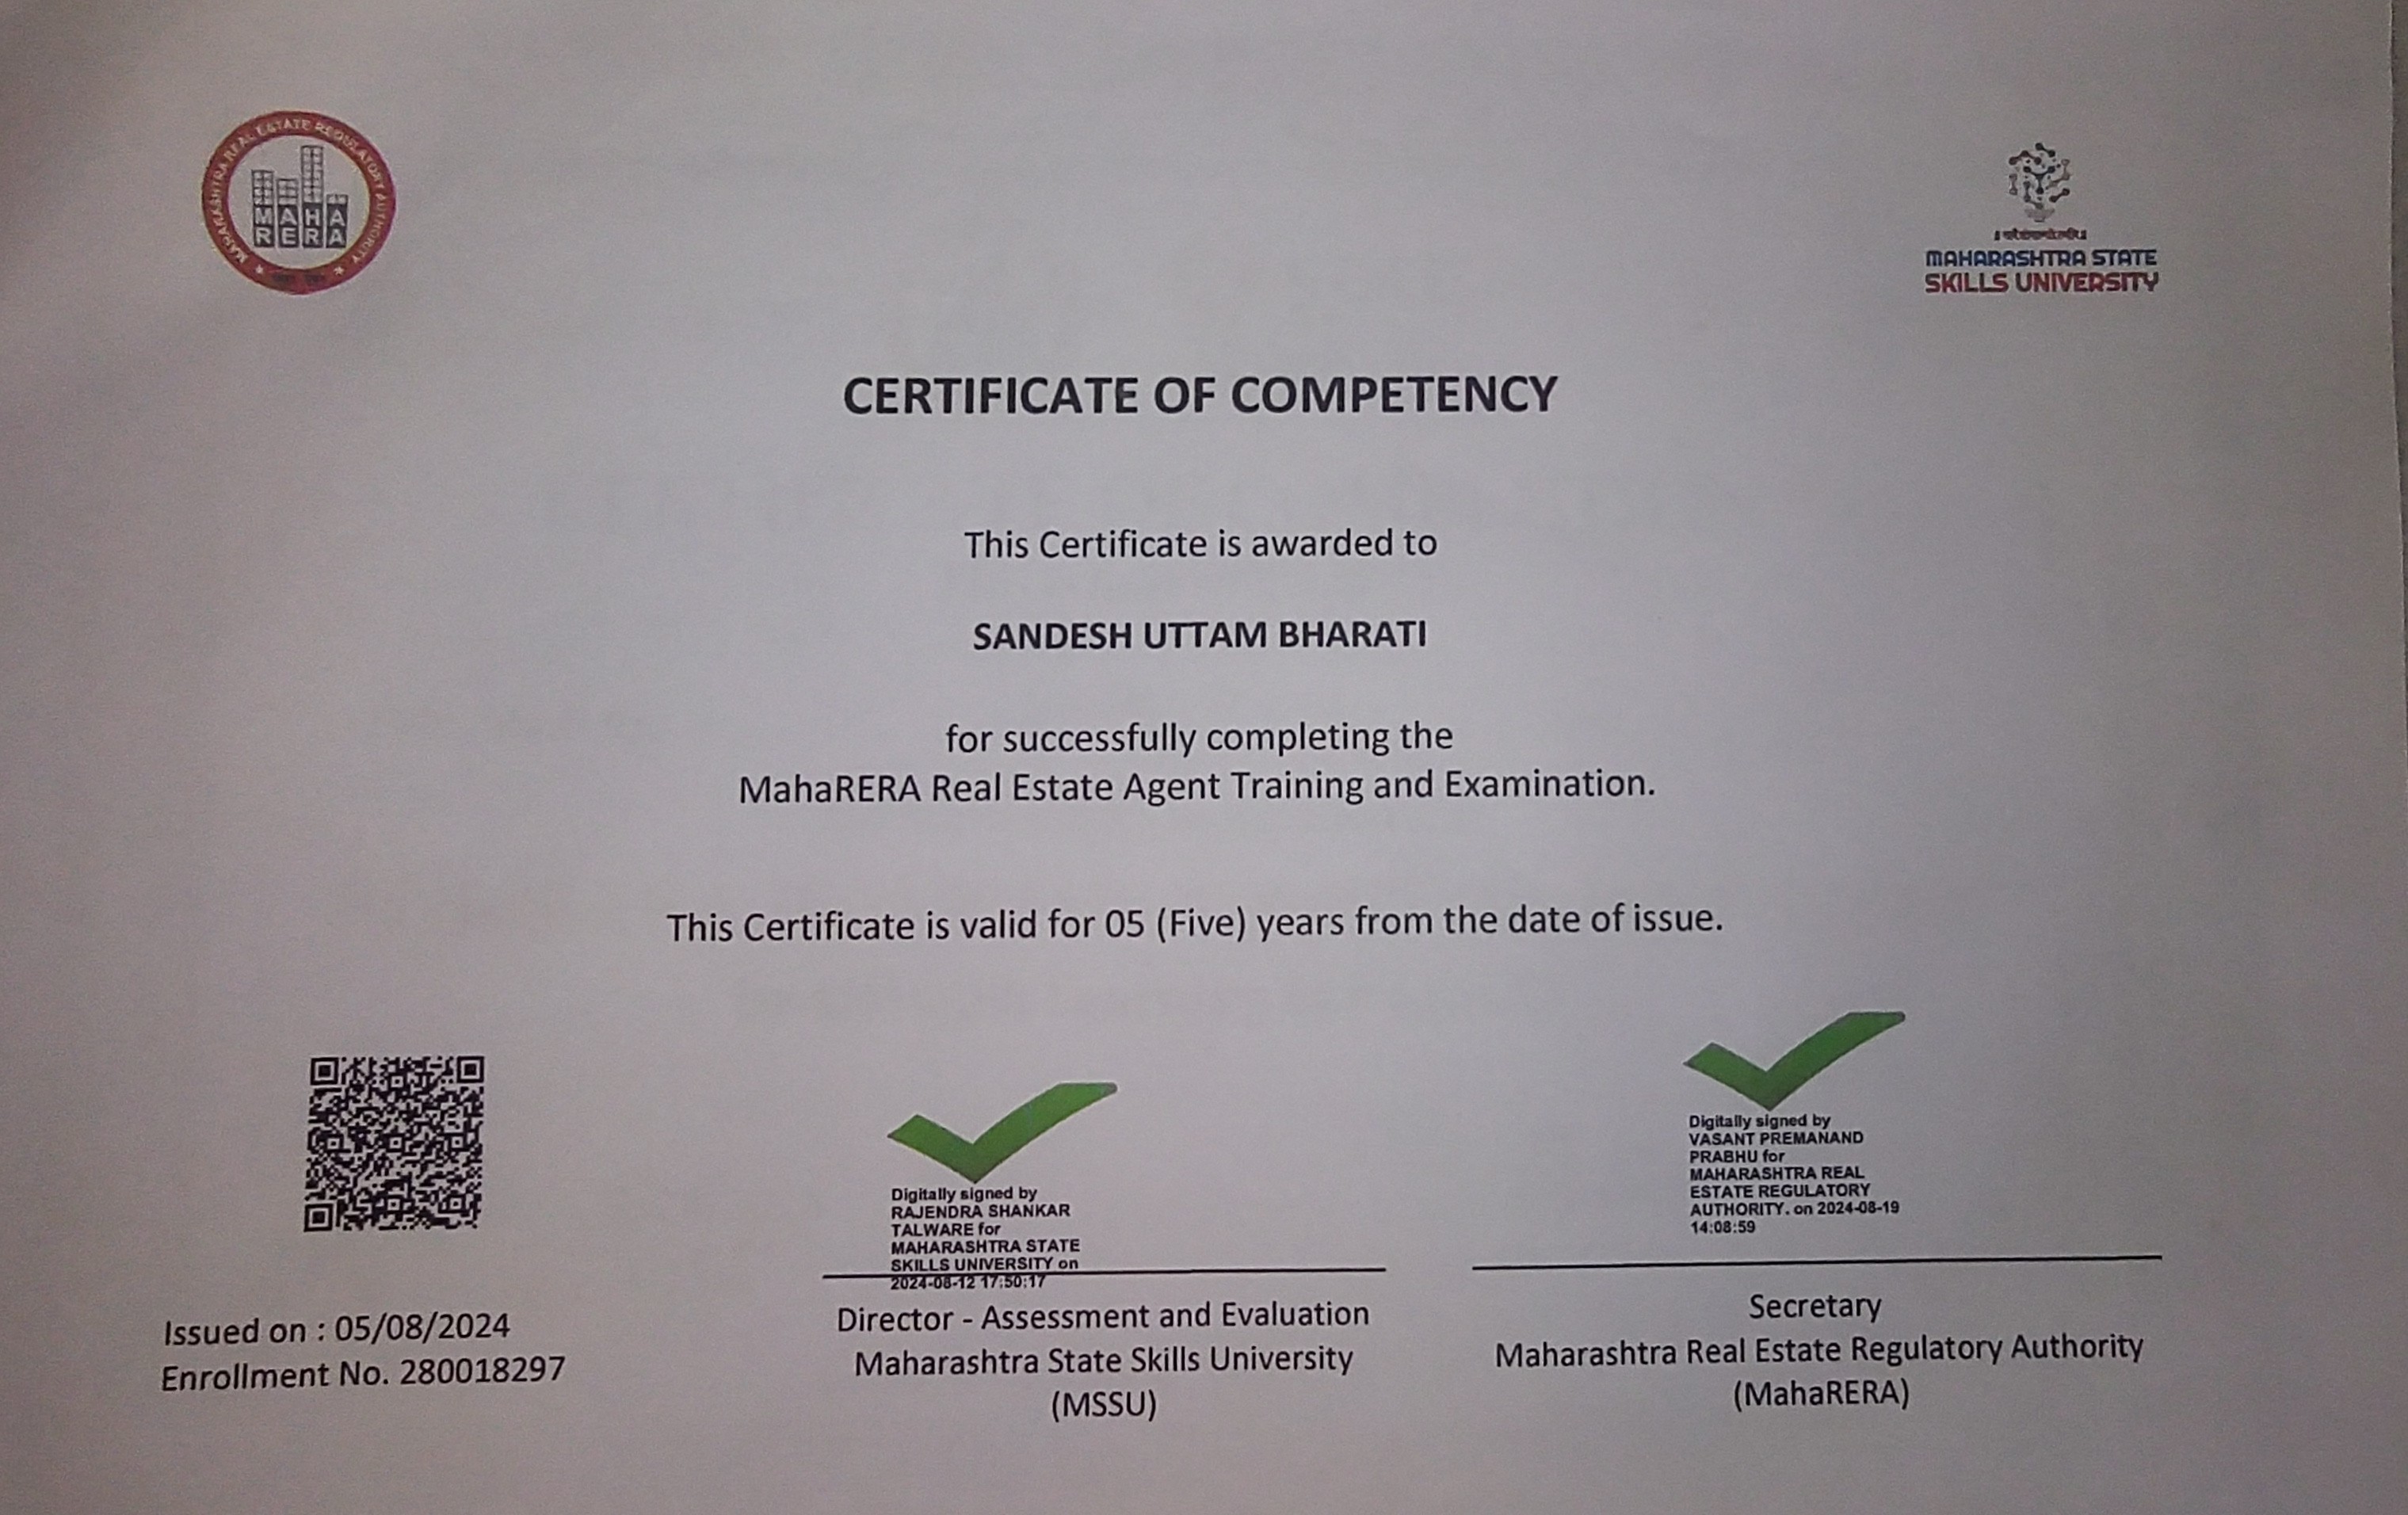 MAHARASHTRA REAL ESTATE REGULATORY AUTHORITY
MAHA
RERA
MAHARASHTRA STATE
SKILLS UNIVERSITY
CERTIFICATE OF COMPETENCY
This Certificate is awarded to
SANDESH UTTAM BHARATI
for successfully completing the
MahaRERA Real Estate Agent Training and Examination.
This Certificate is valid for 05 (Five) years from the date of issue.
Issued on : 05/08/2024
Enrollment No. 280018297
Digitally signed by
RAJENDRA SHANKAR
TALWARE for
MAHARASHTRA STATE
SKILLS UNIVERSITY on
2024-08-12 17:50:17
Director - Assessment and Evaluation
Maharashtra State Skills University
(MSSU)
Digitally signed by
VASANT PREMANAND
PRABHU for
MAHARASHTRA REAL
ESTATE REGULATORY
AUTHORITY. on 2024-08-19
14:08:59
Secretary
Maharashtra Real Estate Regulatory Authority
(MahaRERA)